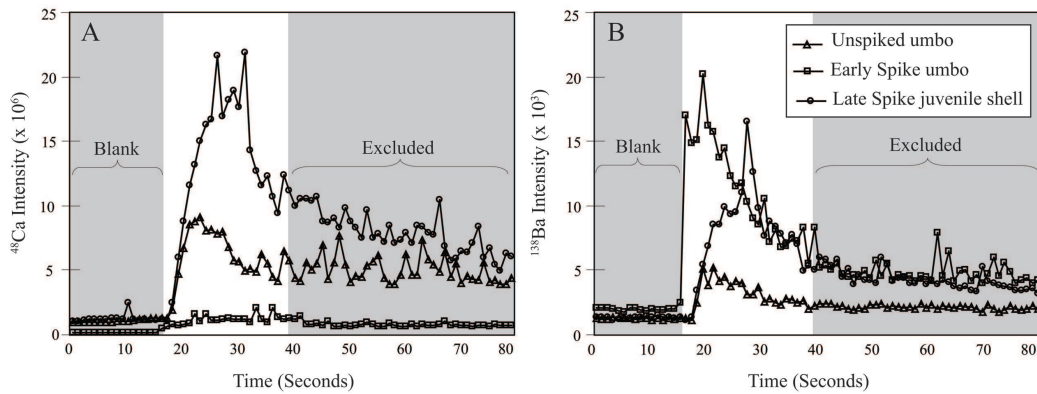 A
⁴⁸Ca Intensity (x 10⁶)
25
20
15
10
5
0
Blank
Excluded
0 10 20 30 40 50 60 70 80
Time (Seconds)
B
¹³⁸Ba Intensity (x 10³)
25
20
15
10
5
0
Unspiked umbo
Early Spike umbo
Late Spike juvenile shell
Blank
Excluded
0 10 20 30 40 50 60 70 80
Time (Seconds)